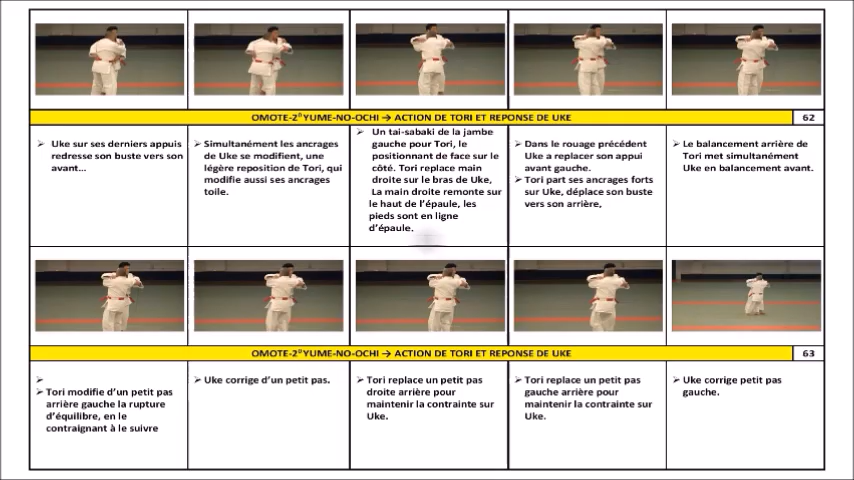 OMOTE-2°YUME-NO-OCHI → ACTION DE TORI ET REPONSE DE UKE
62
➢ Uke sur ses derniers appuis
redresse son buste vers son
avant...
➢ Simultanément les ancrages
de Uke se modifient, une
légère reposition de Tori, qui
modifie aussi ses ancrages
toile.
➢ Un tai-sabaki de la jambe
gauche pour Tori, le
positionnant de face sur le
côté. Tori replace main
droite sur le bras de Uke,
La main droite remonte sur
le haut de l'épaule, les
pieds sont en ligne
d'épaule.
➢ Dans le rouage précédent
Uke a replacer son appui
avant gauche.
➢ Tori part ses ancrages forts
sur Uke, déplace son buste
vers son arrière,
➢ Le balancement arrière de
Tori met simultanément
Uke en balancement avant.
OMOTE-2°YUME-NO-OCHI → ACTION DE TORI ET REPONSE DE UKE
63
➢
➢ Tori modifie d'un petit pas
arrière gauche la rupture
d'équilibre, en le
contraignant à le suivre
➢ Uke corrige d'un petit pas.
➢ Tori replace un petit pas
droite arrière pour
maintenir la contrainte sur
Uke.
➢ Tori replace un petit pas
gauche arrière pour
maintenir la contrainte sur
Uke.
➢ Uke corrige petit pas
gauche.